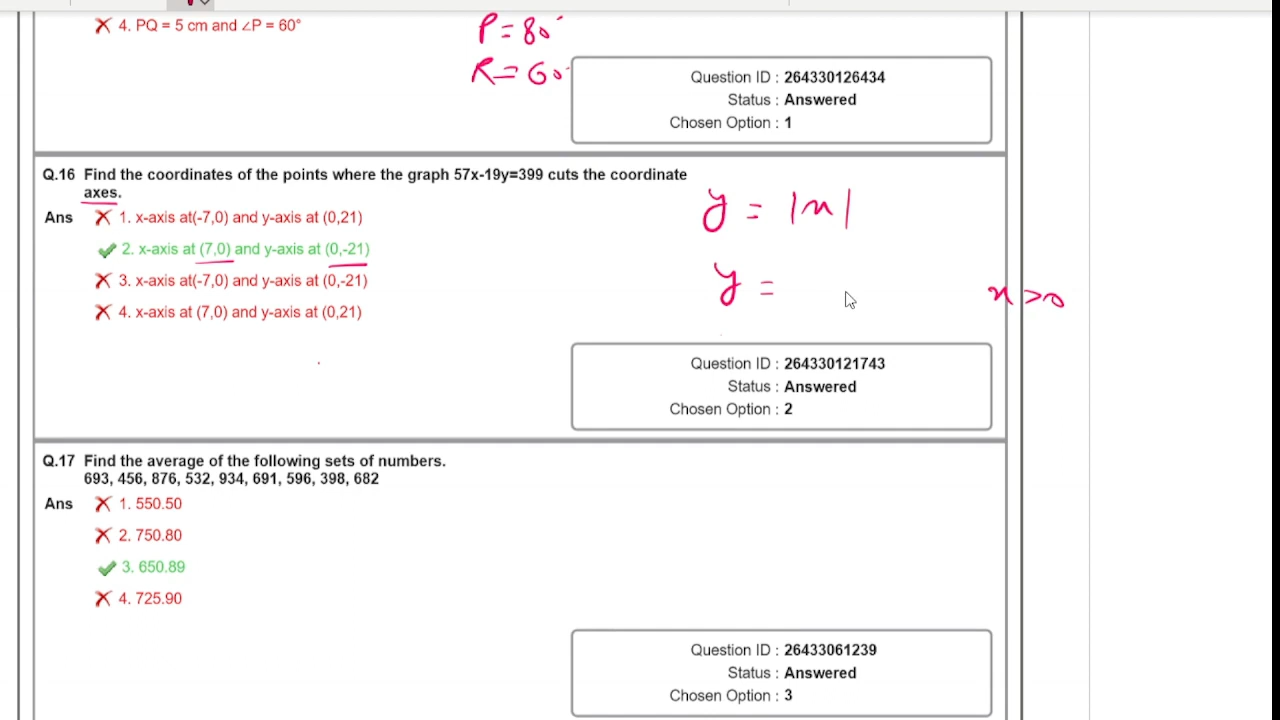 4. PQ = 5 cm and ∠P = 60°
P = 80°
R = 60°
Question ID : 264330126434
Status : Answered
Chosen Option : 1
Q.16 Find the coordinates of the points where the graph 57x-19y=399 cuts the coordinate
axes.
Ans 1. x-axis at(-7,0) and y-axis at (0,21)
2. x-axis at (7,0) and y-axis at (0,-21)
3. x-axis at(-7,0) and y-axis at (0,-21)
4. x-axis at (7,0) and y-axis at (0,21)
y = |x|
y = x>0
Question ID : 264330121743
Status : Answered
Chosen Option : 2
Q.17 Find the average of the following sets of numbers.
693, 456, 876, 532, 934, 691, 596, 398, 682
Ans 1. 550.50
2. 750.80
3. 650.89
4. 725.90
Question ID : 26433061239
Status : Answered
Chosen Option : 3